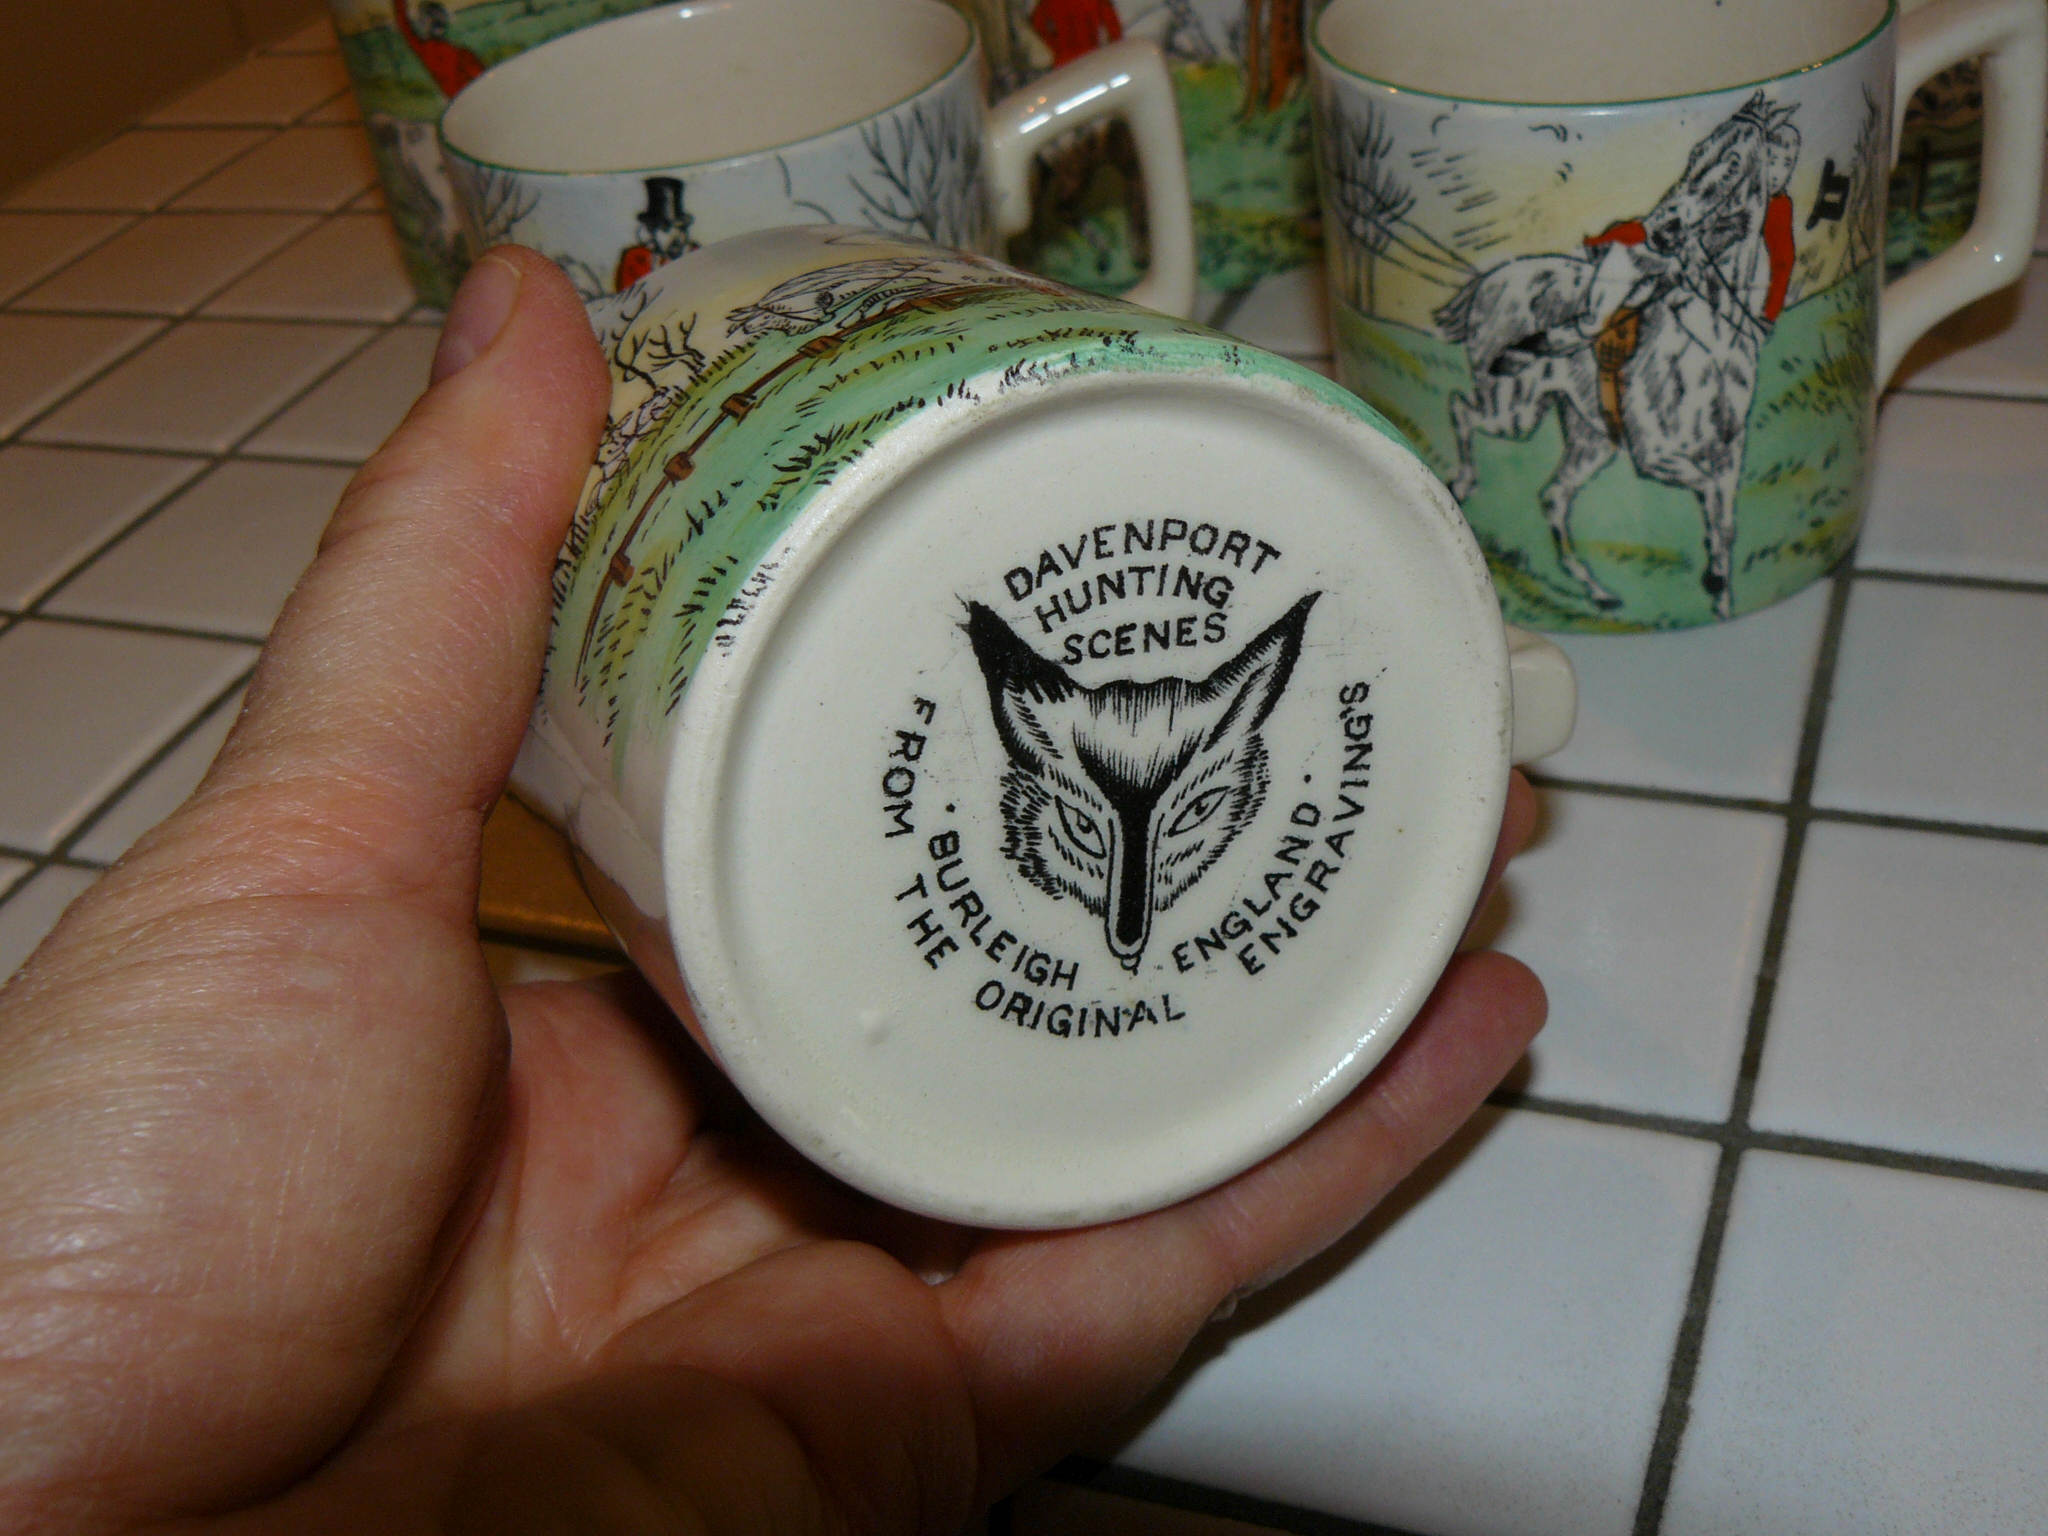 DAVENPORT
HUNTING
SCENES
· BURLEIGH ENGLAND ·
FROM THE ORIGINAL ENGRAVING'S